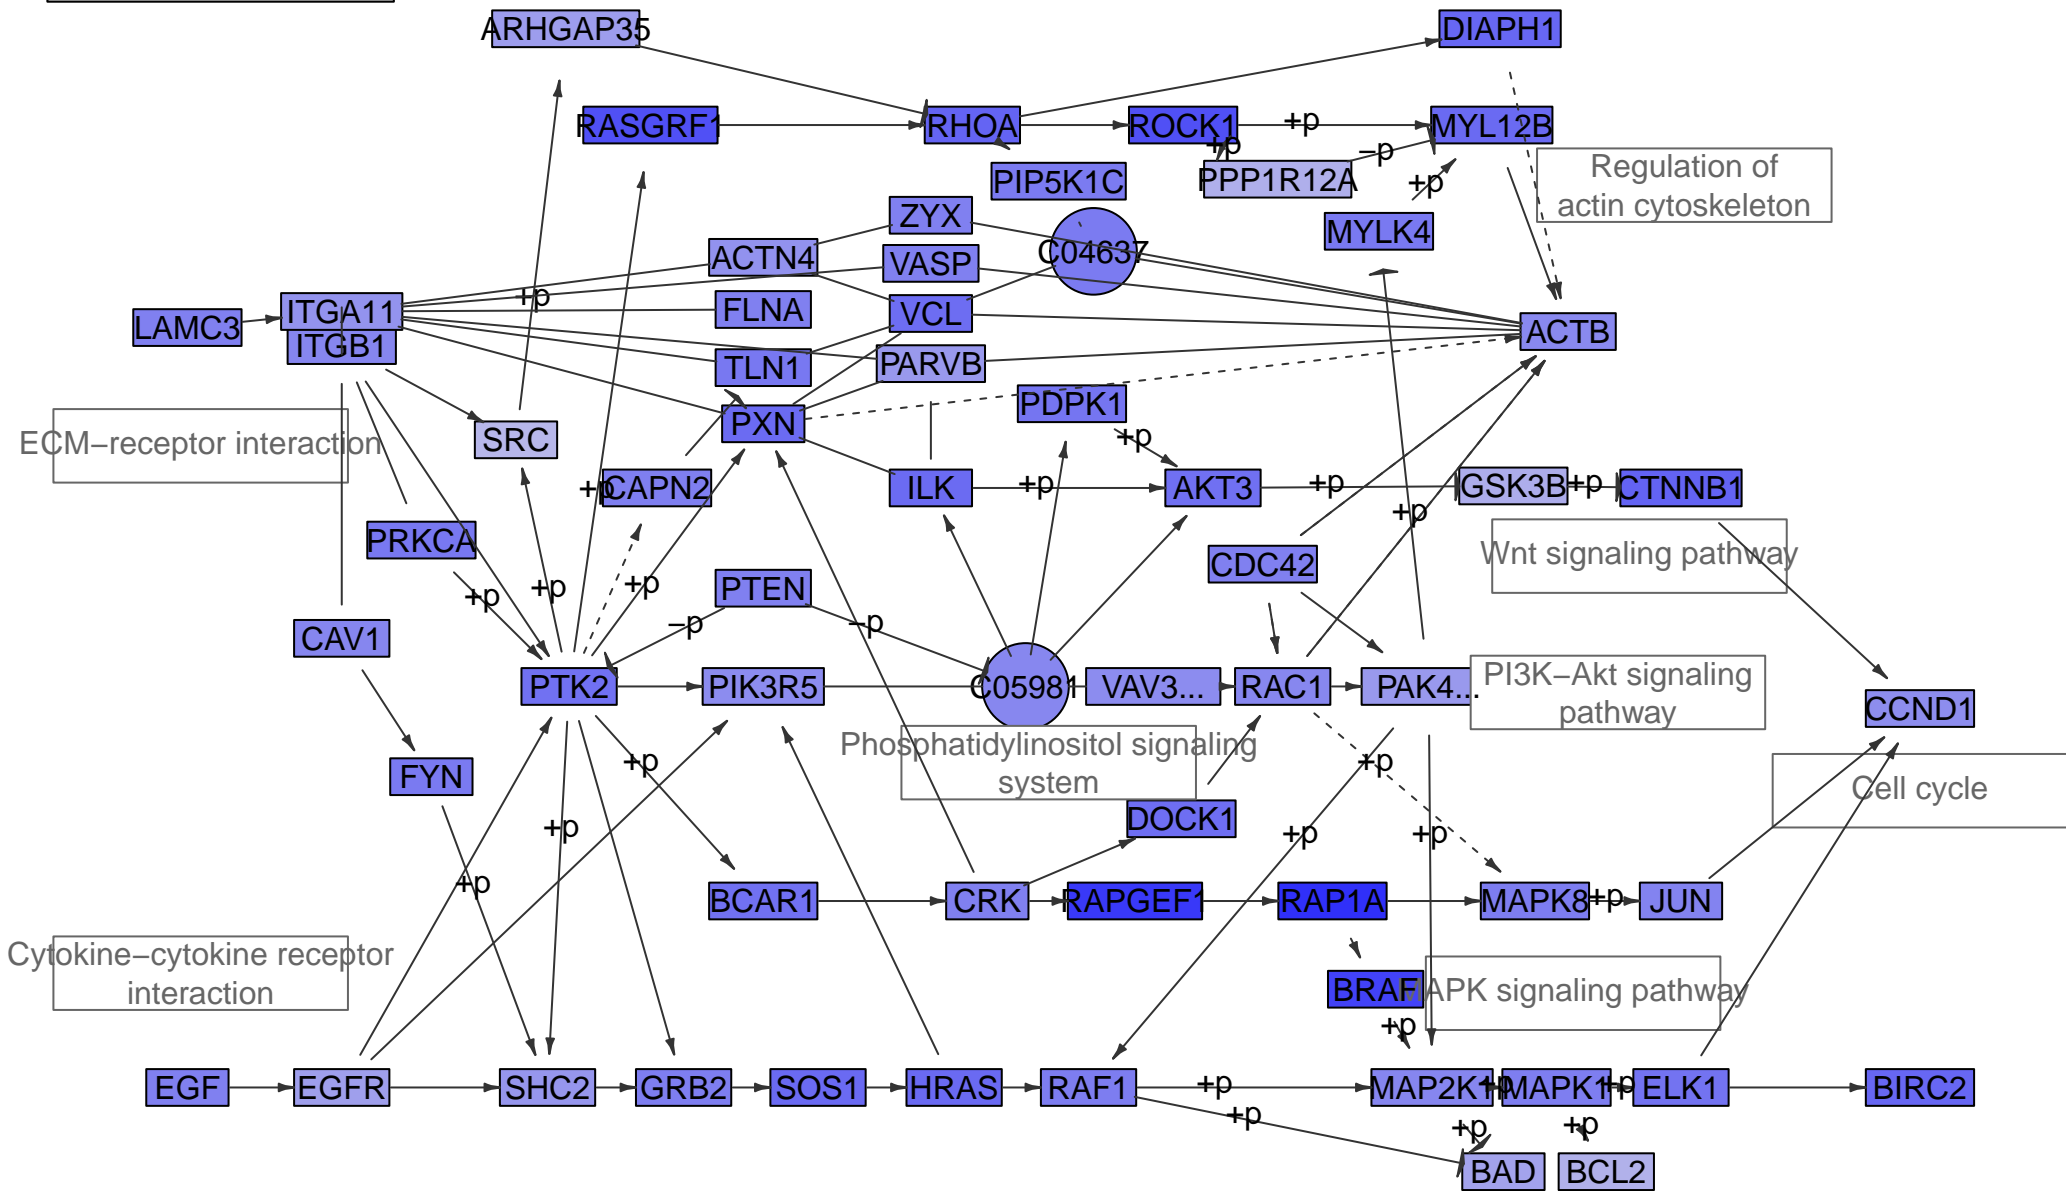 ARHGAP35
DIAPH1
RASGRF1
RHOA
ROCK1
+p
MYL12B
+p
−p
PIP5K1C
PPP1R12A
+p
Regulation of
actin cytoskeleton
ZYX
MYLK4
ACTN4
VASP
C04637
+p
LAMC3
ITGA11
FLNA
VCL
ACTB
ITGB1
TLN1
PARVB
PDPK1
ECM−receptor interaction
SRC
PXN
+p
+p
CAPN2
ILK
+p
AKT3
+p
GSK3B
+p
CTNNB1
+p
PRKCA
CDC42
Wnt signaling pathway
+p
+p
+p
PTEN
−p
−p
CAV1
PTK2
PIK3R5
C05981
VAV3...
RAC1
PAK4...
PI3K−Akt signaling
pathway
CCND1
Phosphatidylinositol signaling
system
FYN
+p
+p
Cell cycle
DOCK1
+p
+p
+p
+p
BCAR1
CRK
RAPGEF1
RAP1A
MAPK8
+p
JUN
Cytokine−cytokine receptor
interaction
BRAF
MAPK signaling pathway
+p
EGF
EGFR
SHC2
GRB2
SOS1
HRAS
RAF1
+p
MAP2K1
+p
MAPK1
+p
ELK1
BIRC2
+p
+p
+p
BAD
BCL2